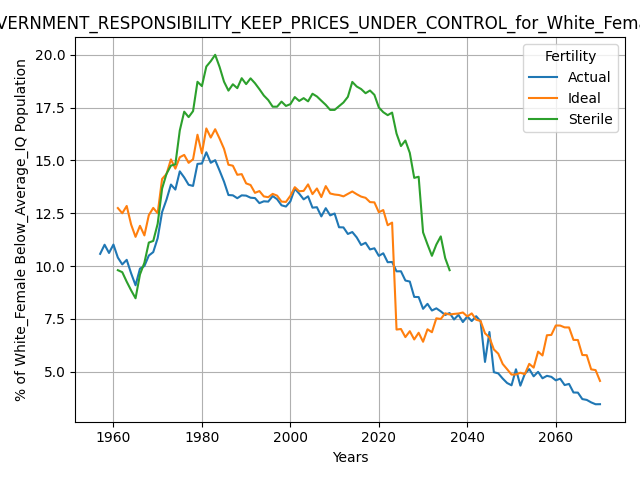 VERNMENT_RESPONSIBILITY_KEEP_PRICES_UNDER_CONTROL_for_White_Fema
% of White_Female Below_Average_IQ Population
20.0
17.5
15.0
12.5
10.0
7.5
5.0
Fertility
Actual
Ideal
Sterile
1960
1980
2000
2020
2040
2060
Years